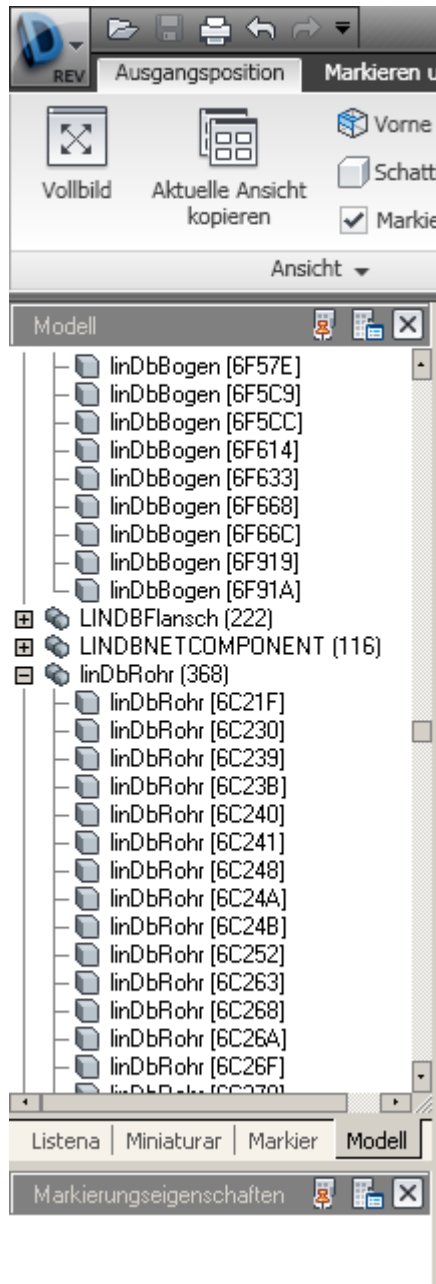 REV
Ausgangsposition Markieren u
Vollbild
Aktuelle Ansicht
kopieren
Vorne
Schatt
Markie
Ansicht
Modell
linDbBogen [6F57E]
linDbBogen [6F5C9]
linDbBogen [6F5CC]
linDbBogen [6F614]
linDbBogen [6F633]
linDbBogen [6F668]
linDbBogen [6F66C]
linDbBogen [6F919]
linDbBogen [6F91A]
LINDBFlansch (222)
LINDBNETCOMPONENT (116)
linDbRohr (368)
linDbRohr [6C21F]
linDbRohr [6C230]
linDbRohr [6C239]
linDbRohr [6C23B]
linDbRohr [6C240]
linDbRohr [6C241]
linDbRohr [6C248]
linDbRohr [6C24A]
linDbRohr [6C24B]
linDbRohr [6C252]
linDbRohr [6C263]
linDbRohr [6C268]
linDbRohr [6C26A]
linDbRohr [6C26F]
Listena Miniaturar Markier Modell
Markierungseigenschaften